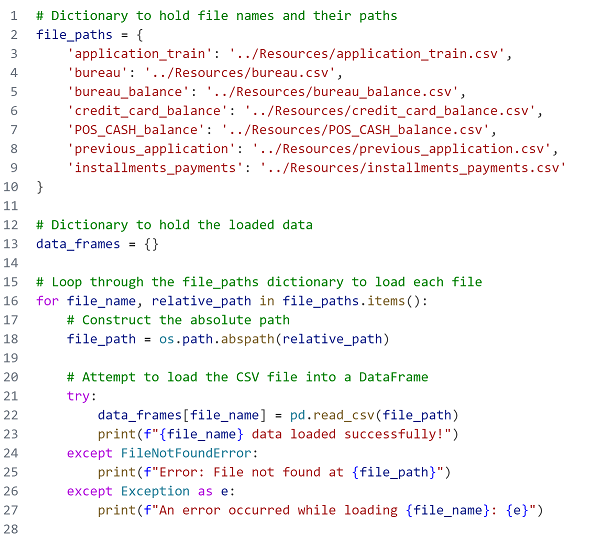 1 # Dictionary to hold file names and their paths
2 file_paths = {
3     'application_train': '../Resources/application_train.csv',
4     'bureau': '../Resources/bureau.csv',
5     'bureau_balance': '../Resources/bureau_balance.csv',
6     'credit_card_balance': '../Resources/credit_card_balance.csv',
7     'POS_CASH_balance': '../Resources/POS_CASH_balance.csv',
8     'previous_application': '../Resources/previous_application.csv',
9     'installments_payments': '../Resources/installments_payments.csv'
10 }
11
12 # Dictionary to hold the loaded data
13 data_frames = {}
14
15 # Loop through the file_paths dictionary to load each file
16 for file_name, relative_path in file_paths.items():
17     # Construct the absolute path
18     file_path = os.path.abspath(relative_path)
19
20     # Attempt to load the CSV file into a DataFrame
21     try:
22         data_frames[file_name] = pd.read_csv(file_path)
23         print(f"{file_name} data loaded successfully!")
24     except FileNotFoundError:
25         print(f"Error: File not found at {file_path}")
26     except Exception as e:
27         print(f"An error occurred while loading {file_name}: {e}")
28